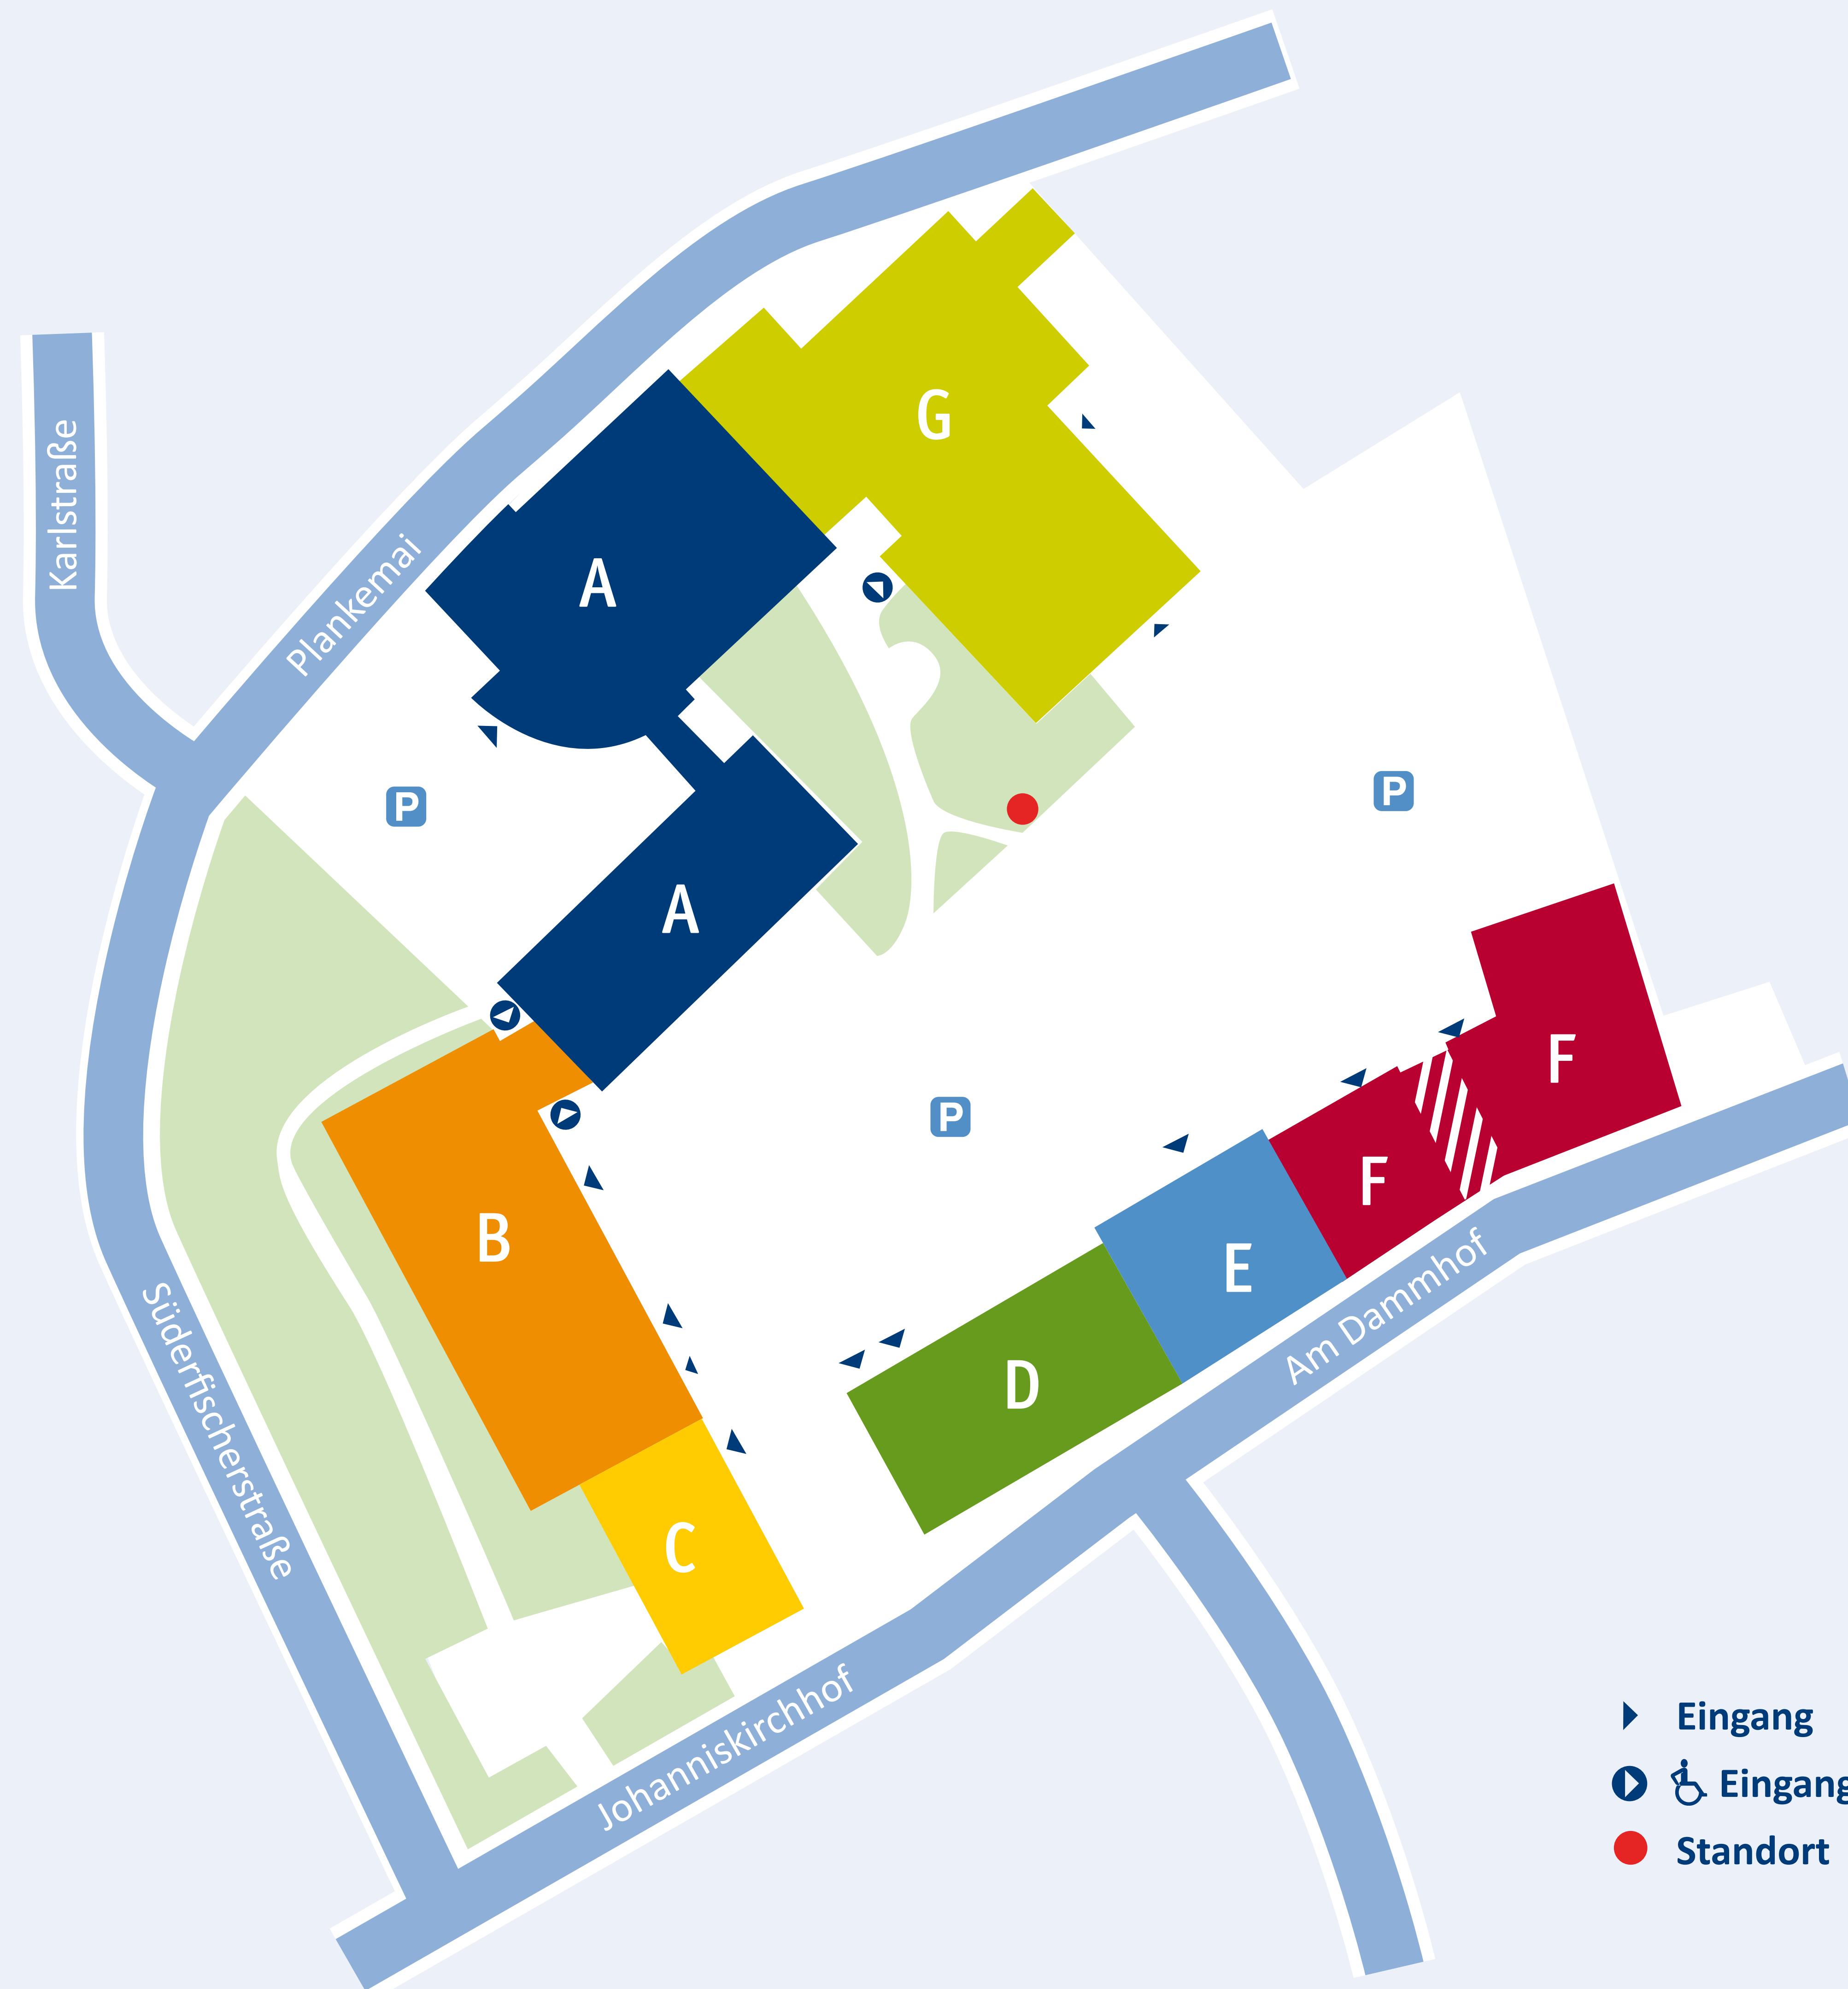 Karlstraße
Plankemai
G
A
A
P
P
P
F
F
B
E
D
C
Am Dammhof
Süderfischerstraße
Johanniskirchhof
Eingang
Eingang
Standort